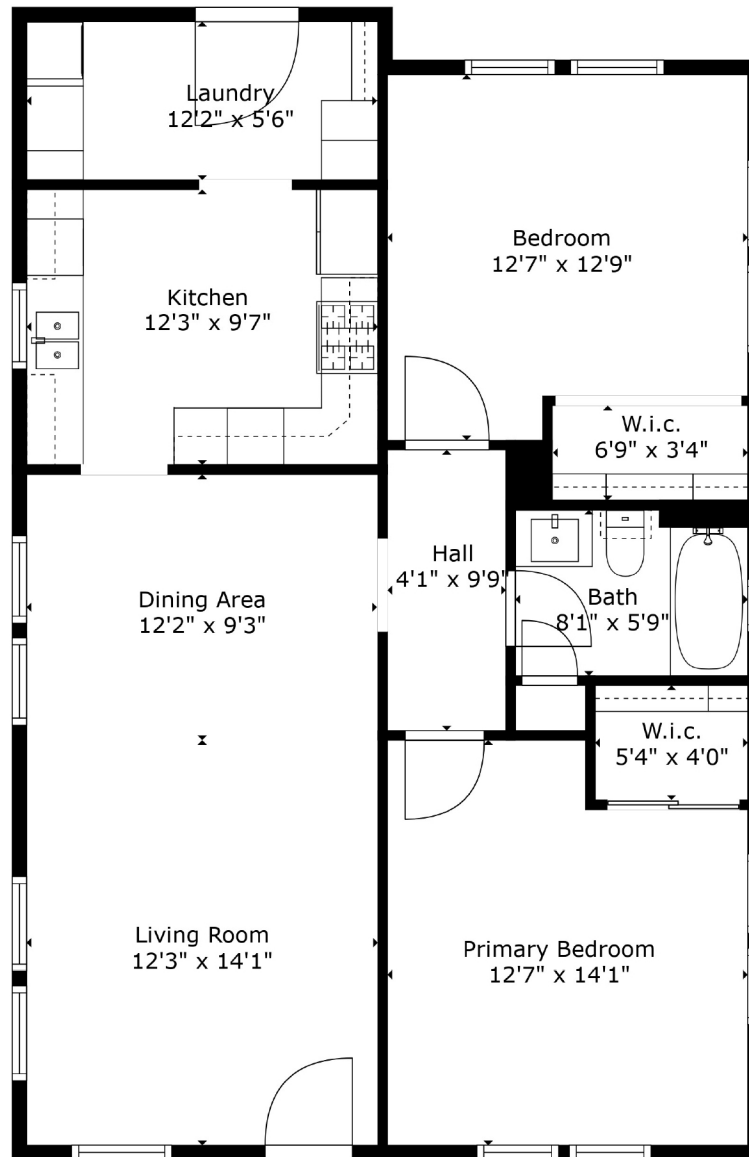 Laundry
12'2" x 5'6"
Bedroom
12'7" x 12'9"
Kitchen
12'3" x 9'7"
W.i.c.
6'9" x 3'4"
Hall
4'1" x 9'9"
Bath
8'1" x 5'9"
Dining Area
12'2" x 9'3"
W.i.c.
5'4" x 4'0"
Living Room
12'3" x 14'1"
Primary Bedroom
12'7" x 14'1"